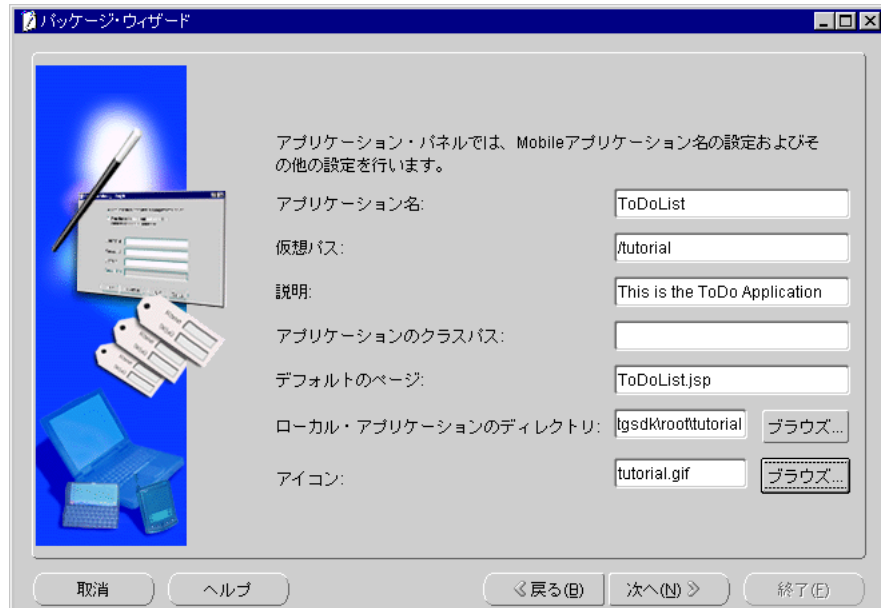 パッケージ・ウィザード
アプリケーション・パネルでは、Mobileアプリケーション名の設定およびそ
の他の設定を行います。
アプリケーション名: ToDoList
仮想パス: /tutorial
説明: This is the ToDo Application
アプリケーションのクラスパス:
デフォルトのページ: ToDoList.jsp
ローカル・アプリケーションのディレクトリ: tgsdk\root\tutorial ブラウズ...
アイコン: tutorial.gif ブラウズ...
取消 ヘルプ 戻る(B) 次へ(N) 終了(F)